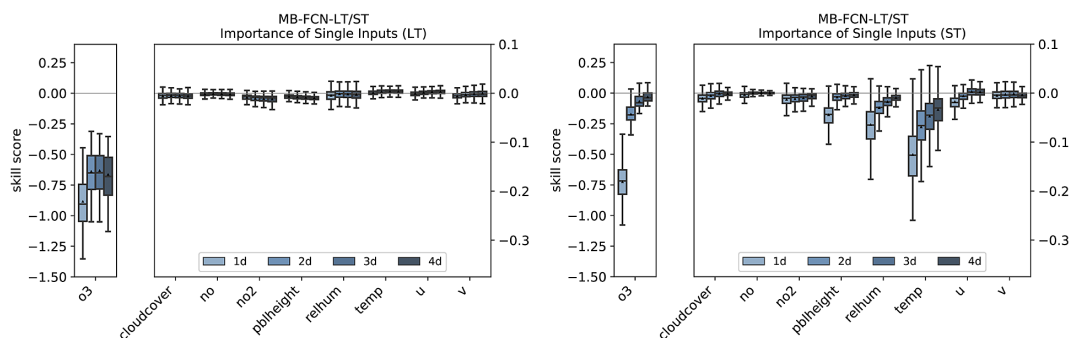 MB-FCN-LT/ST
Importance of Single Inputs (LT)
skill score
0.25
0.00
−0.25
−0.50
−0.75
−1.00
−1.25
−1.50
o3
0.1
0.0
−0.1
−0.2
−0.3
1d 2d 3d 4d
cloudcover no no2 pblheight relhum temp u v
MB-FCN-LT/ST
Importance of Single Inputs (ST)
skill score
0.25
0.00
−0.25
−0.50
−0.75
−1.00
−1.25
−1.50
o3
0.1
0.0
−0.1
−0.2
−0.3
1d 2d 3d 4d
cloudcover no no2 pblheight relhum temp u v